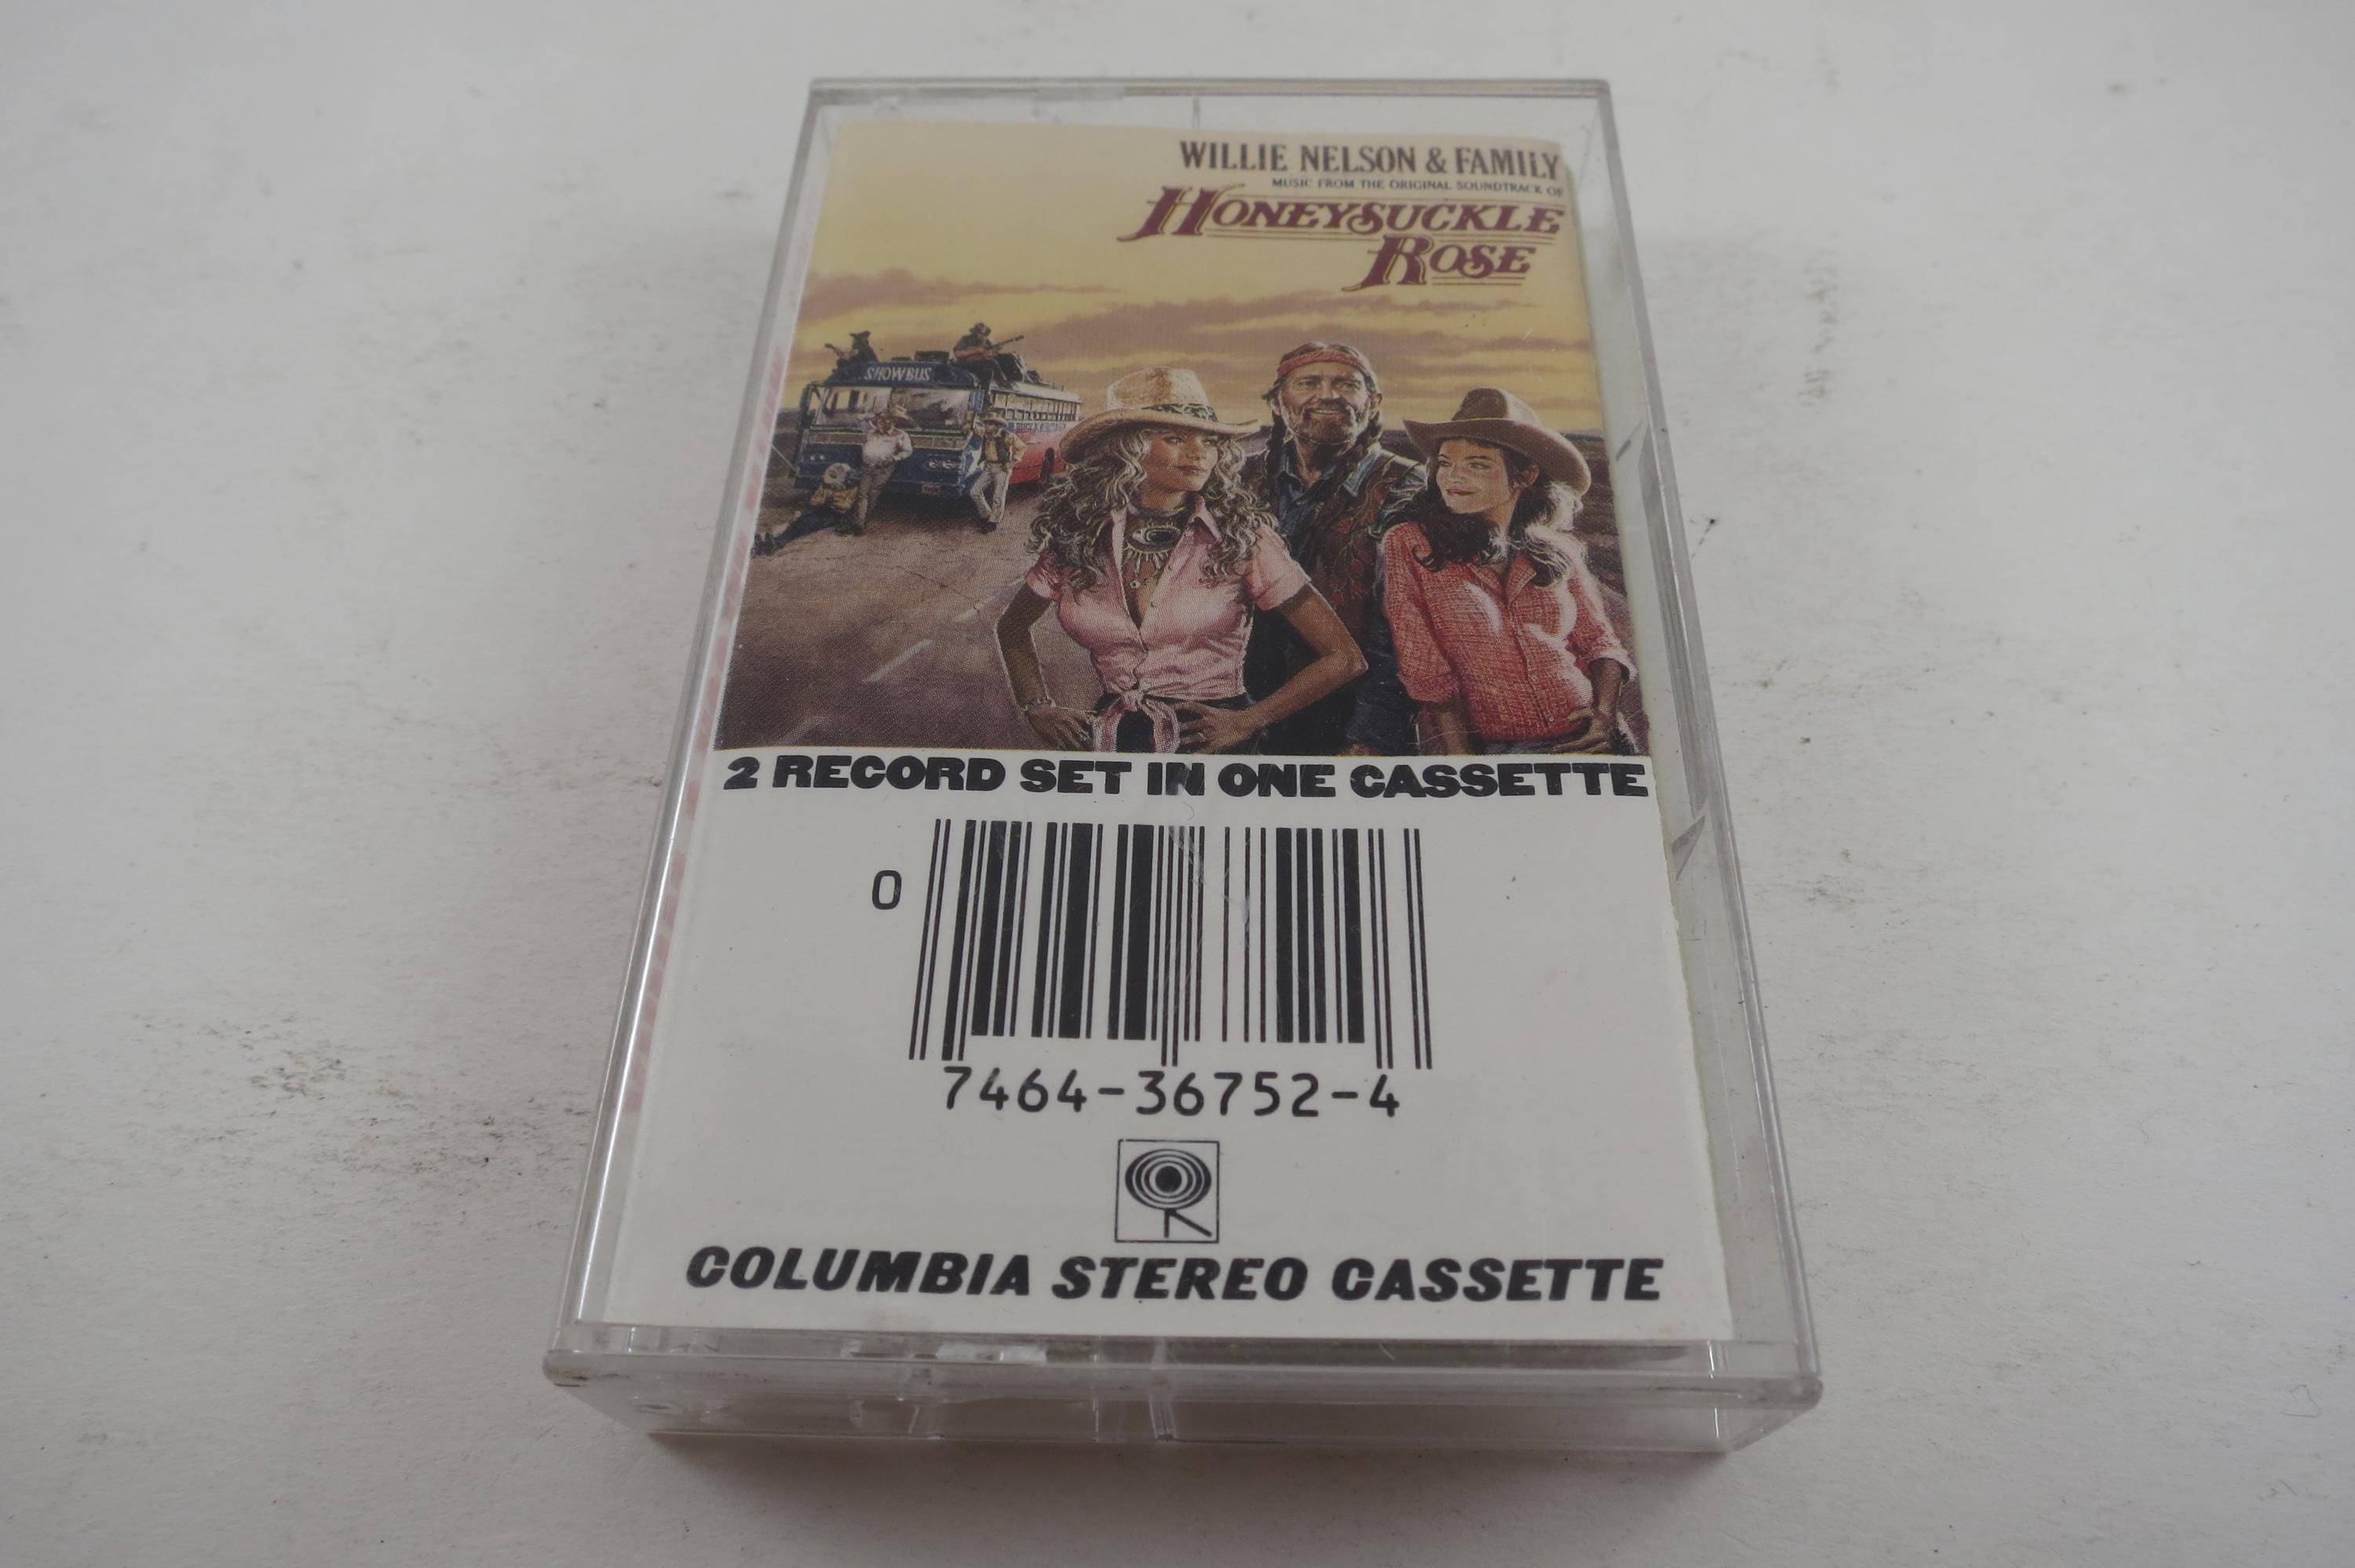 WILLIE NELSON & FAMILY
MUSIC FROM THE ORIGINAL SOUNDTRACK OF
HONEYSUCKLE
ROSE
SHOWBUS
2 RECORD SET IN ONE CASSETTE
0
7464-36752-4
COLUMBIA STEREO CASSETTE